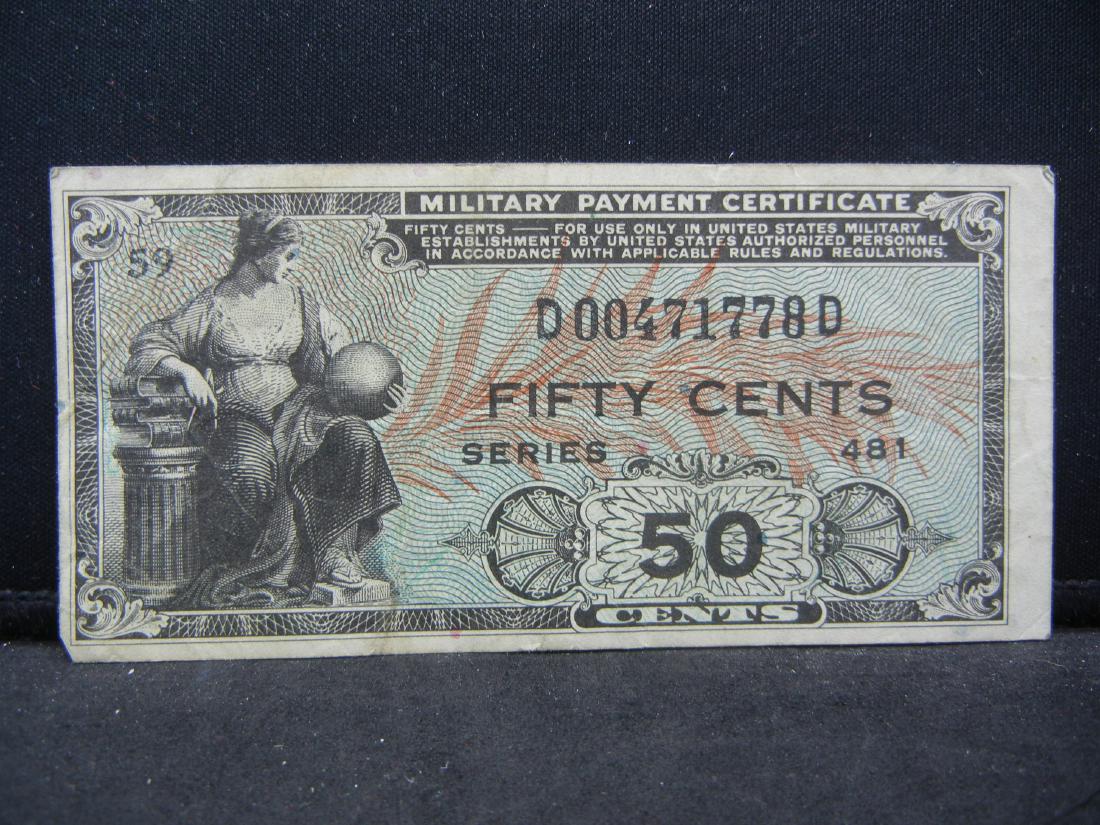 MILITARY PAYMENT CERTIFICATE
FIFTY CENTS — FOR USE ONLY IN UNITED STATES MILITARY
ESTABLISHMENTS BY UNITED STATES AUTHORIZED PERSONNEL
IN ACCORDANCE WITH APPLICABLE RULES AND REGULATIONS.
59
D00471778D
FIFTY CENTS
SERIES 481
50
CENTS